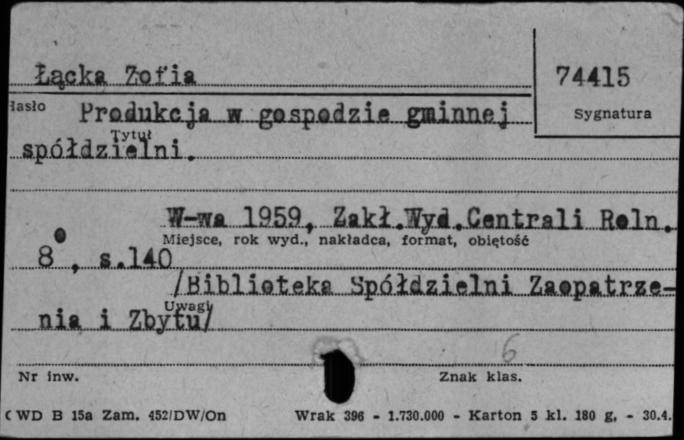 Łącka Zofia
74415
Hasło
Sygnatura
Produkcja w gospodzie gminnej
Tytuł
spółdzielni.
W-wa 1959, Zakł.Wyd.Centrali Roln.
Miejsce, rok wyd., nakładca, format, objętość
8°, s.140
/Biblioteka Spółdzielni Zaopatrze-
Uwagi
nia i Zbytu/
6
Nr inw.
Znak klas.
CWD B 15a Zam. 452/DW/On
Wrak 396 - 1.730.000 - Karton 5 kl. 180 g, - 30.4.